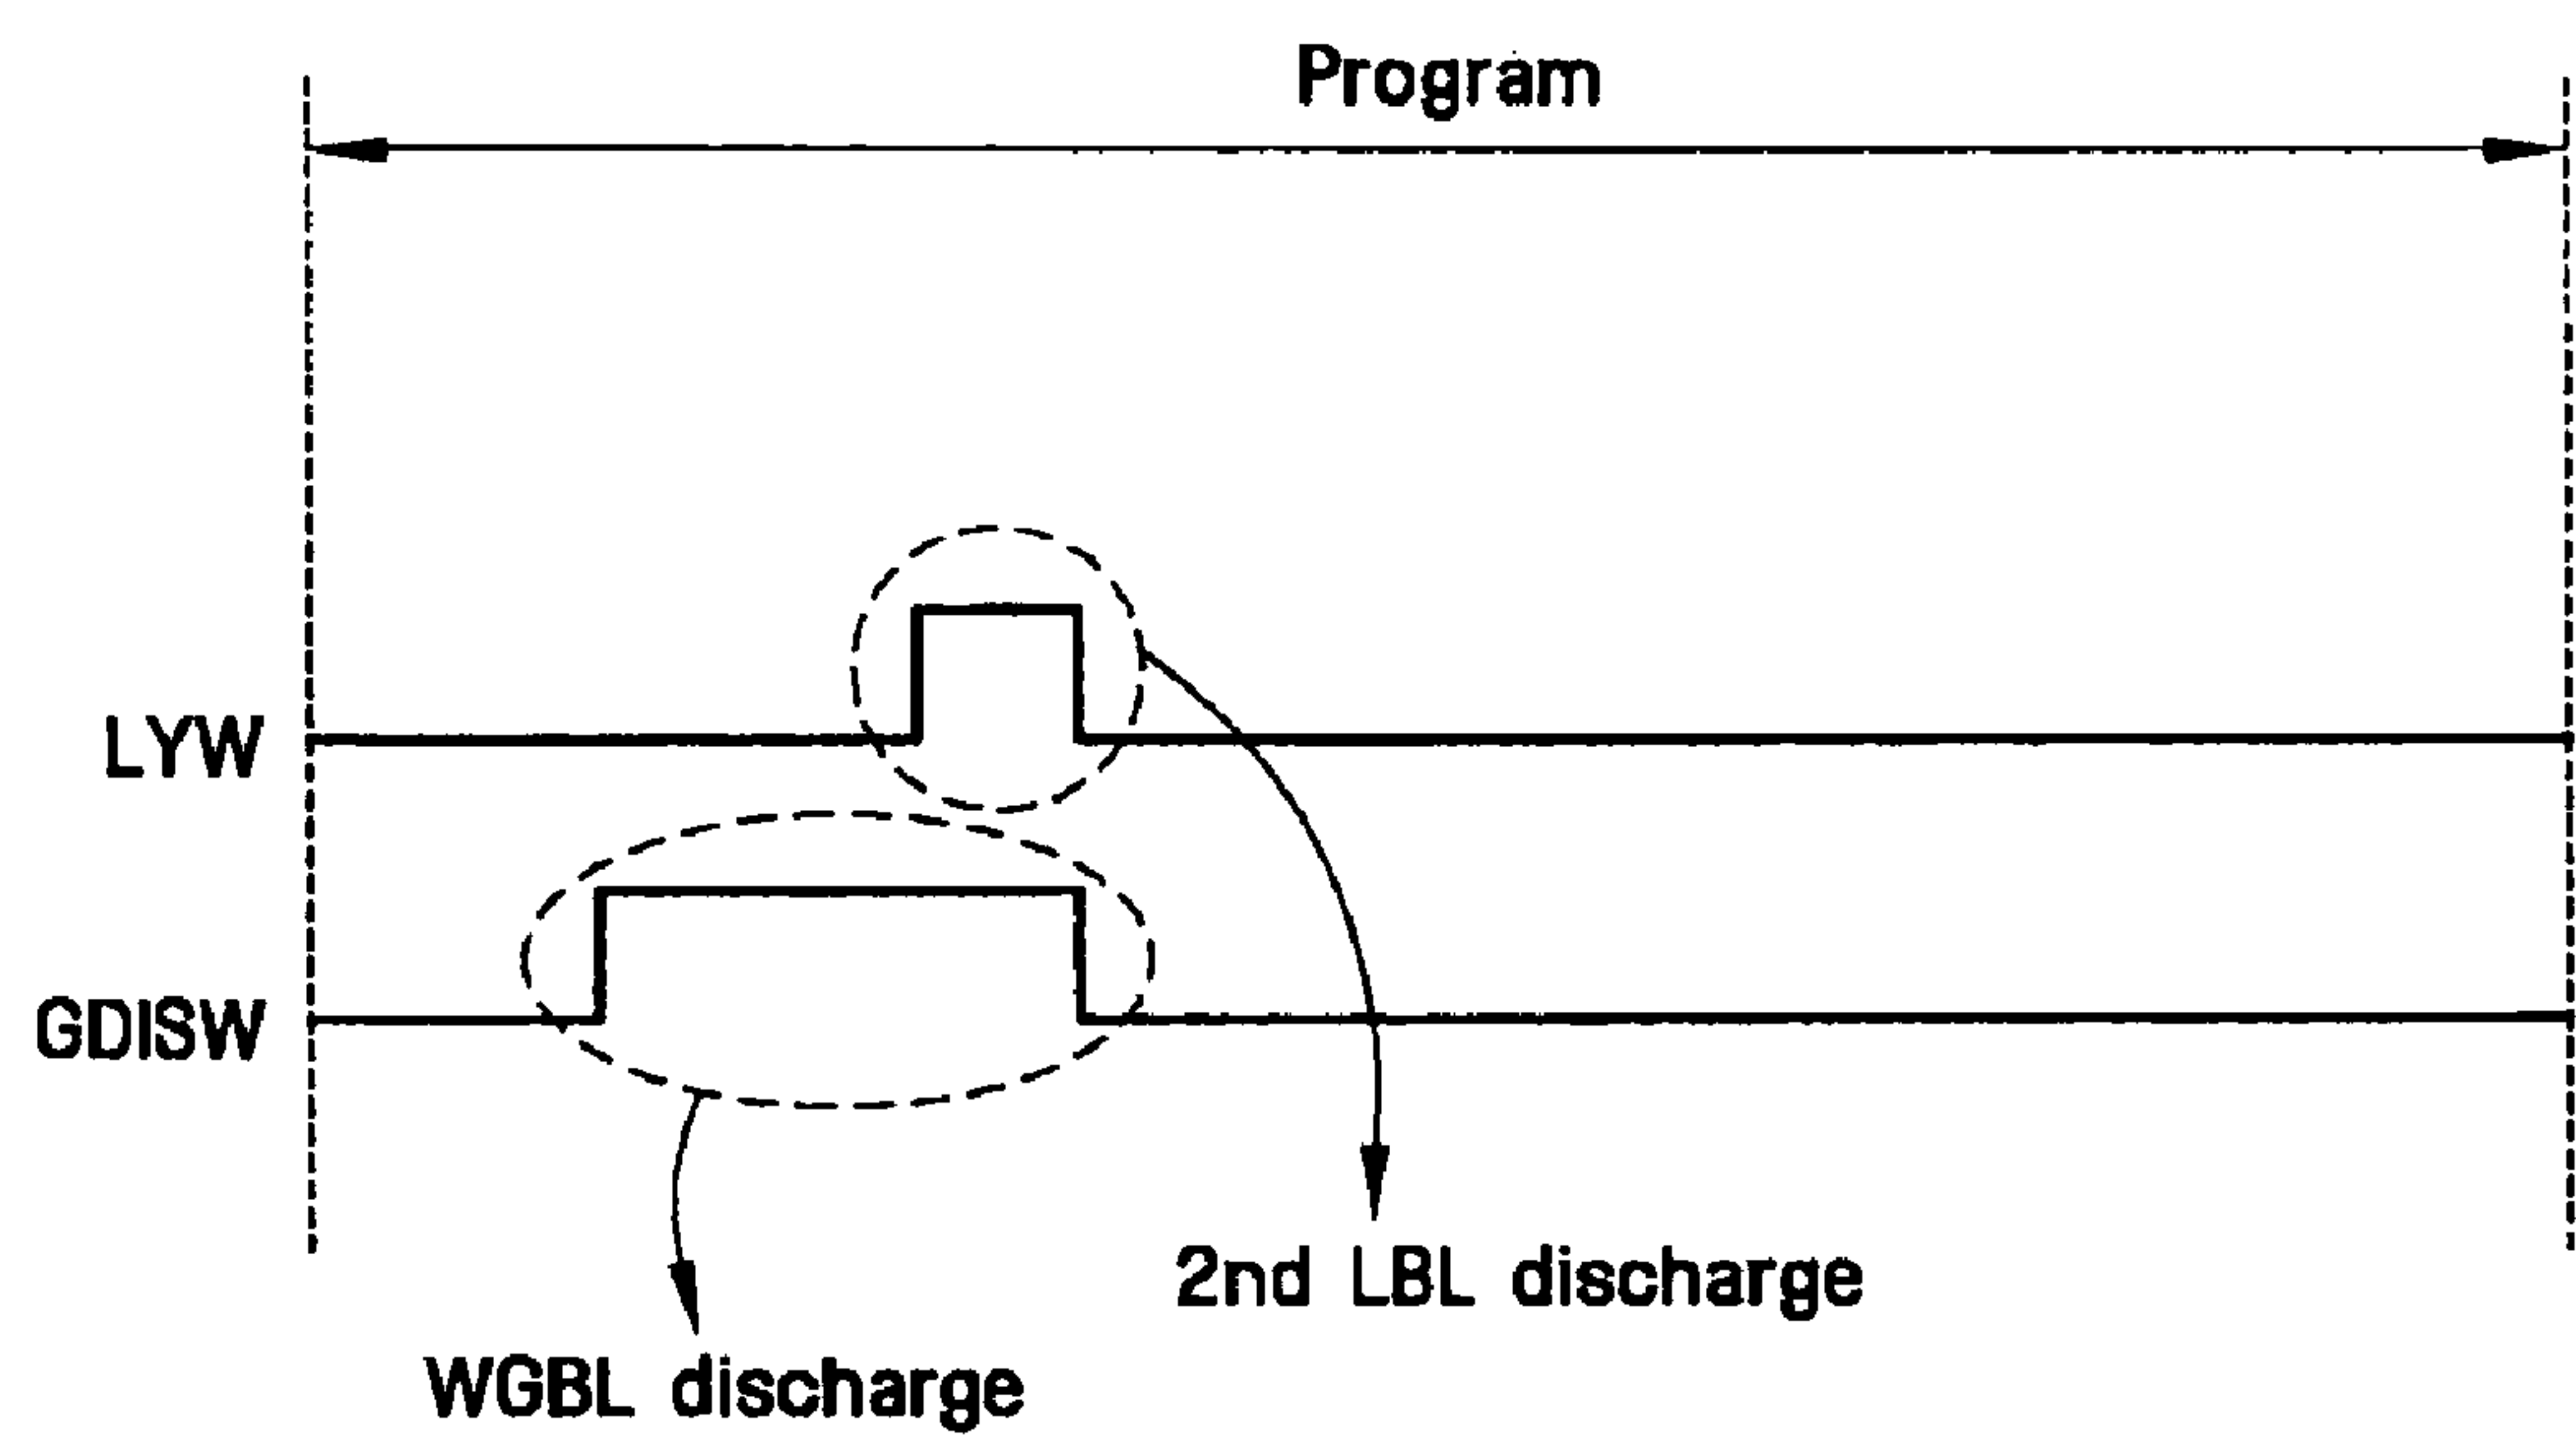 Program
LYW
GDISW
2nd LBL discharge
WGBL discharge